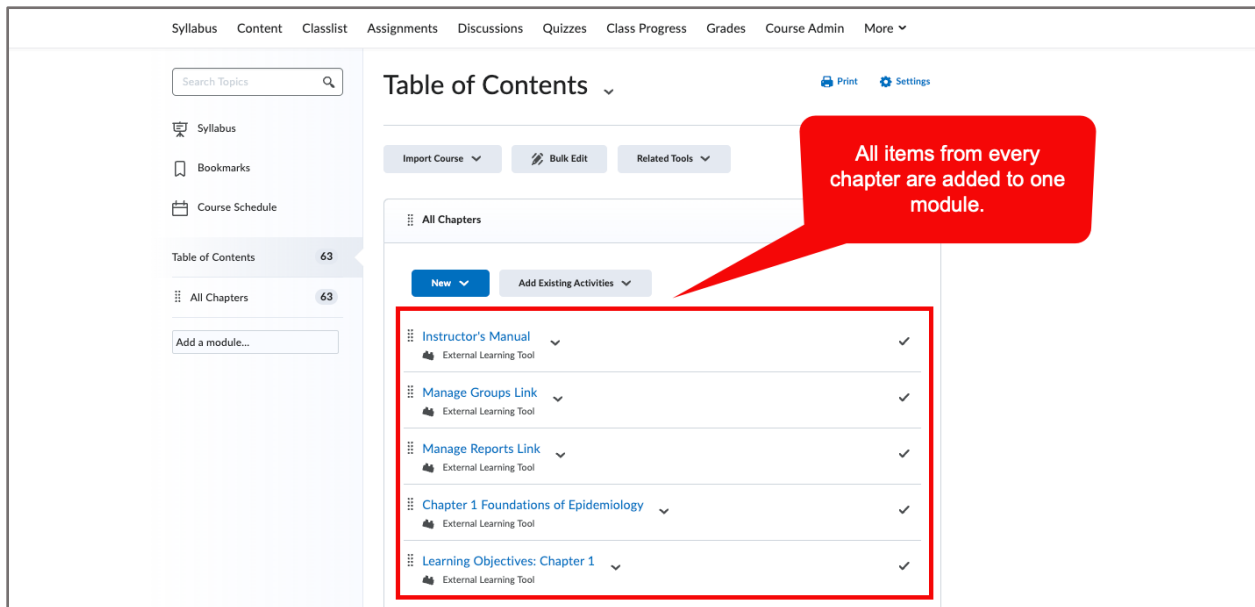 Syllabus Content Classlist Assignments Discussions Quizzes Class Progress Grades Course Admin More
Search Topics
Syllabus
Bookmarks
Course Schedule
Table of Contents 63
All Chapters 63
Add a module...
Table of Contents
Print Settings
Import Course Bulk Edit Related Tools
All items from every
chapter are added to one
module.
All Chapters
New Add Existing Activities
Instructor's Manual
External Learning Tool
Manage Groups Link
External Learning Tool
Manage Reports Link
External Learning Tool
Chapter 1 Foundations of Epidemiology
External Learning Tool
Learning Objectives: Chapter 1
External Learning Tool